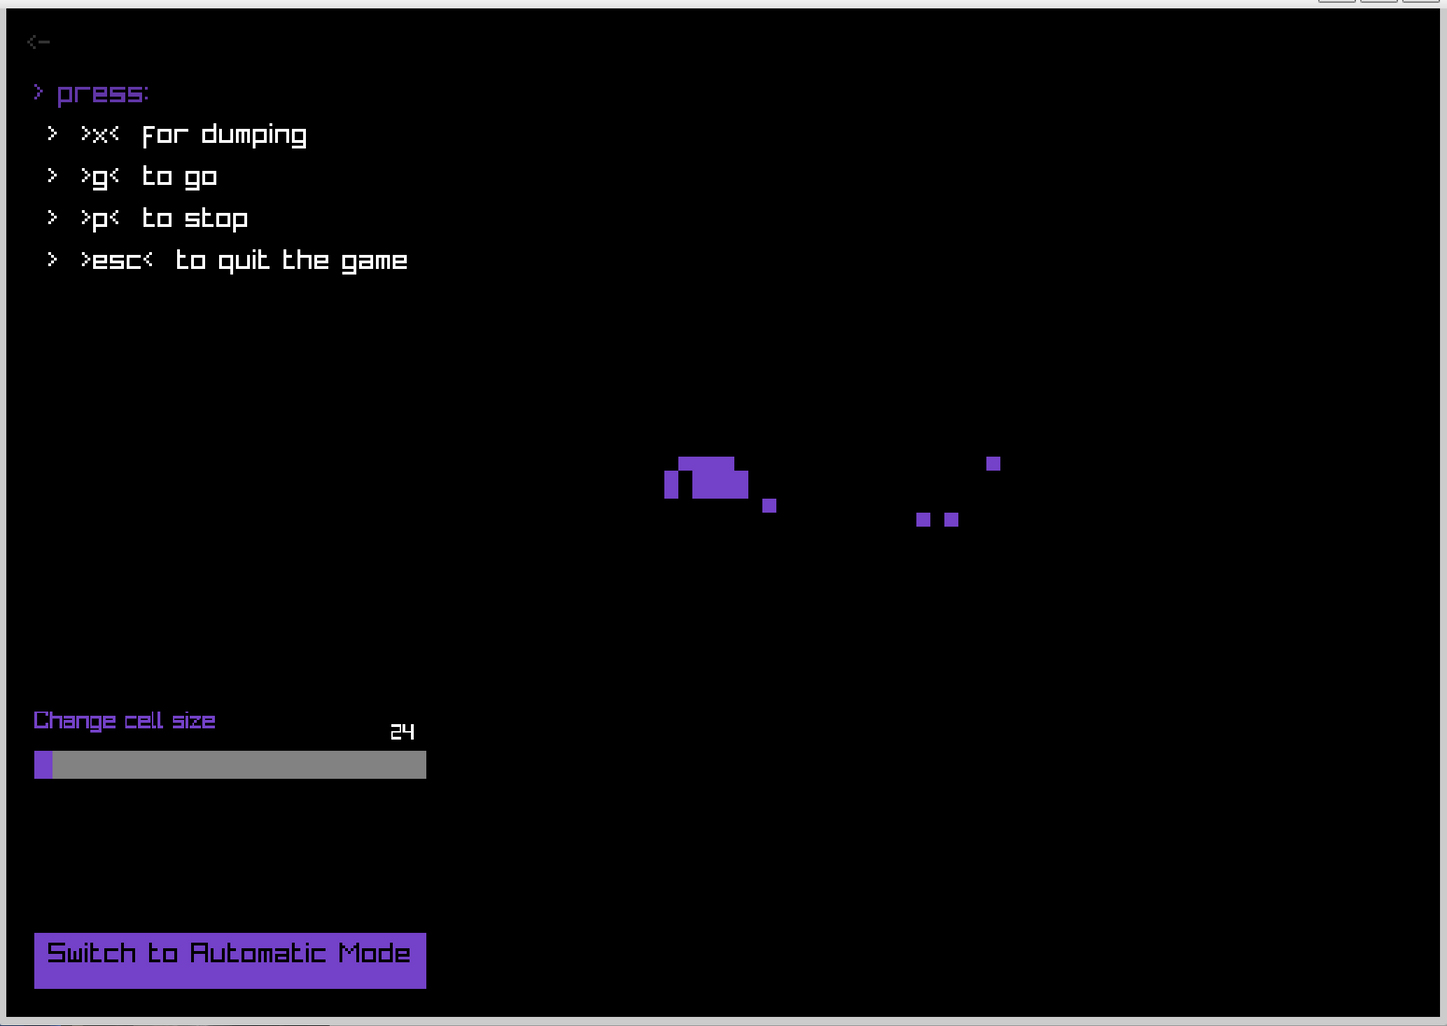 <-
> press:
> >x< for dumping
> >g< to go
> >p< to stop
> >esc< to quit the game
Change cell size
24
Switch to Automatic Mode